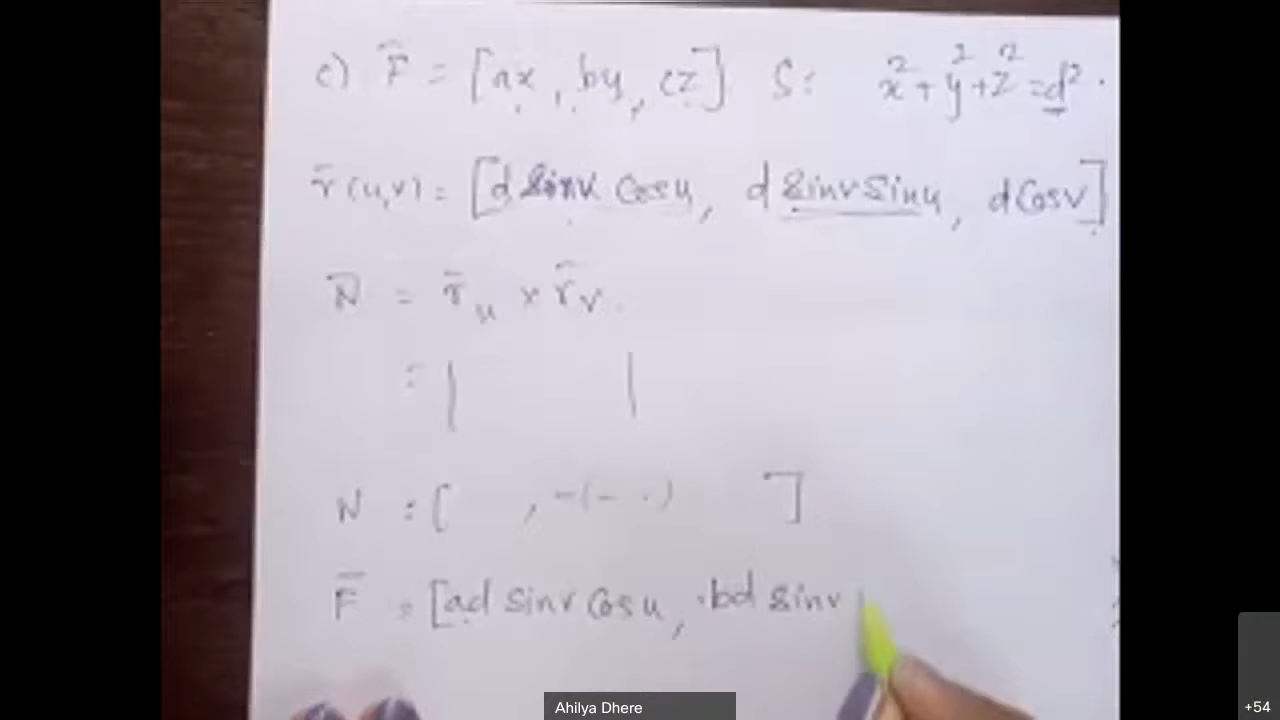 c) F̄ = [ax, by, cz] S: x²+y²+z²=d².
r̄(u,v) = [d sinv cosu, d sinv sinu, d cosv]
N̄ = r̄u × r̄v.
= | |
N = [ , -(- .) ]
F̄ = [ad sinv cosu, bd sinv
Ahilya Dhere
+54